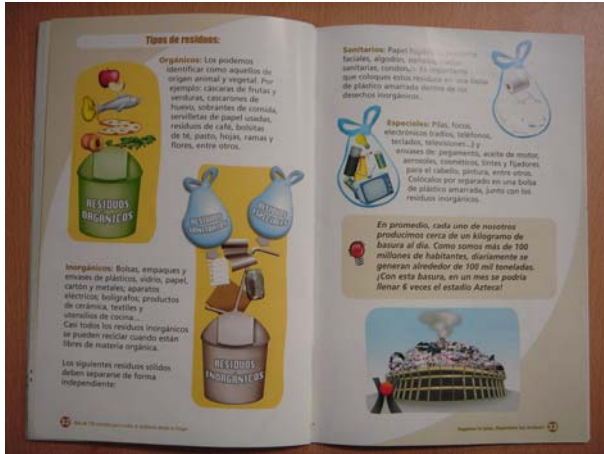 Tipos de residuos:
Orgánicos: Los podemos
identificar como aquellos de
origen animal y vegetal. Por
ejemplo: cáscaras de frutas y
verduras, cascarones de
huevo, sobrantes de comida,
servilletas de papel usadas,
residuos de café, bolsitas
de té, pasto, hojas, ramas y
flores, entre otros.
RESIDUOS
ORGÁNICOS
RESIDUOS
SANITARIOS
RESIDUOS
ESPECIALES
Inorgánicos: Bolsas, empaques y
envases de plásticos, vidrio, papel,
cartón y metales; aparatos
eléctricos; bolígrafos; productos
de cerámica, textiles y
utensilios de cocina...
Casi todos los residuos inorgánicos
se pueden reciclar cuando están
libres de materia orgánica.
RESIDUOS
INORGÁNICOS
Los siguientes residuos sólidos
deben separarse de forma
independiente:
32
Sanitarios: Papel
faciales, algodón,
sanitarias, condones... Es importante
que coloques estos residuos en una bolsa
de plástico amarrada dentro de los
desechos inorgánicos.
Especiales: Pilas, focos,
electrónicos (radios, teléfonos,
teclados, televisiones...) y
envases de: pegamento, aceite de motor,
aerosoles, cosméticos, tintes y fijadores
para el cabello, pintura, entre otros.
Colócalos por separado en una bolsa
de plástico amarrada, junto con los
residuos inorgánicos.
En promedio, cada uno de nosotros
producimos cerca de un kilogramo de
basura al día. Como somos más de 100
millones de habitantes, diariamente se
generan alrededor de 100 mil toneladas.
¡Con esta basura, en un mes se podría
llenar 6 veces el estadio Azteca!
33